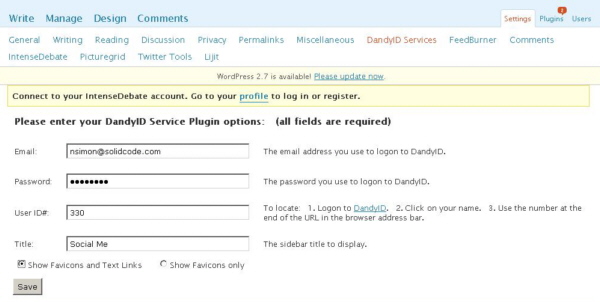 Write Manage Design Comments Settings Plugins Users
General Writing Reading Discussion Privacy Permalinks Miscellaneous DandyID Services FeedBurner Comments
IntenseDebate Picturegrid Twitter Tools Lijit
WordPress 2.7 is available! Please update now.
Connect to your IntenseDebate account. Go to your profile to log in or register.
Please enter your DandyID Service Plugin options: (all fields are required)
Email: nsimon@solidcode.com The email address you use to logon to DandyID.
Password: ●●●●●●●● The password you use to logon to DandyID.
User ID#: 330 To locate: 1. Logon to DandyID. 2. Click on your name. 3. Use the number at the
end of the URL in the browser address bar.
Title: Social Me The sidebar title to display.
Show Favicons and Text Links Show Favicons only
Save